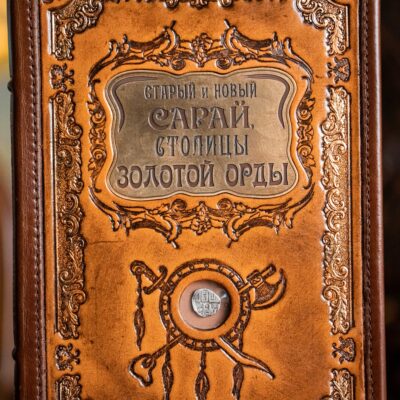 СТАРЫЙ и НОВЫЙ
САРАЙ,
СТОЛИЦЫ
ЗОЛОТОЙ ОРДЫ